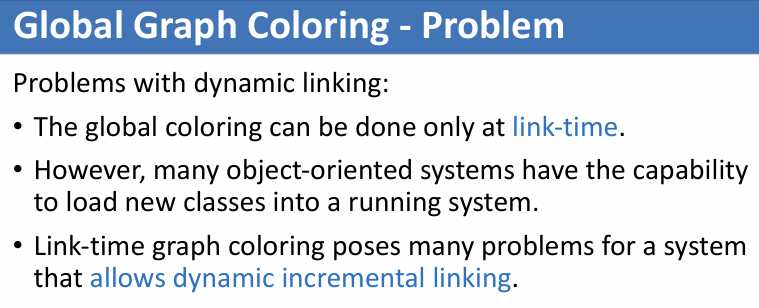 Global Graph Coloring - Problem
Problems with dynamic linking:
• The global coloring can be done only at link-time.
• However, many object-oriented systems have the capability
to load new classes into a running system.
• Link-time graph coloring poses many problems for a system
that allows dynamic incremental linking.